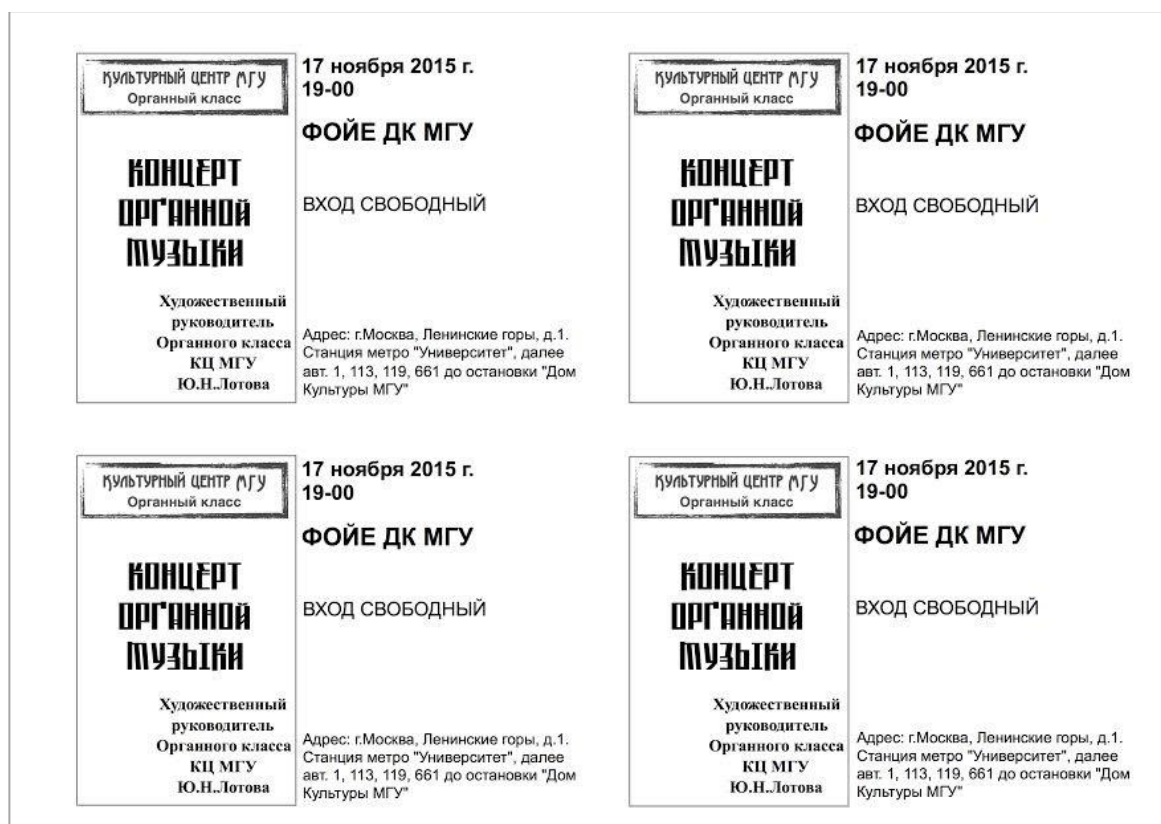 КУЛЬТУРНЫЙ ЦЕНТР МГУ
Органный класс
КОНЦЕРТ
ОРГАННОЙ
МУЗЫКИ
Художественный
руководитель
Органного класса
КЦ МГУ
Ю.Н..Лотова
17 ноября 2015 г.
19-00
ФОЙЕ ДК МГУ
ВХОД СВОБОДНЫЙ
Адрес: г.Москва, Ленинские горы, д.1.
Станция метро "Университет", далее
авт. 1, 113, 119, 661 до остановки "Дом
Культуры МГУ"
КУЛЬТУРНЫЙ ЦЕНТР МГУ
Органный класс
КОНЦЕРТ
ОРГАННОЙ
МУЗЫКИ
Художественный
руководитель
Органного класса
КЦ МГУ
Ю.Н..Лотова
17 ноября 2015 г.
19-00
ФОЙЕ ДК МГУ
ВХОД СВОБОДНЫЙ
Адрес: г.Москва, Ленинские горы, д.1.
Станция метро "Университет", далее
авт. 1, 113, 119, 661 до остановки "Дом
Культуры МГУ"
КУЛЬТУРНЫЙ ЦЕНТР МГУ
Органный класс
КОНЦЕРТ
ОРГАННОЙ
МУЗЫКИ
Художественный
руководитель
Органного класса
КЦ МГУ
Ю.Н..Лотова
17 ноября 2015 г.
19-00
ФОЙЕ ДК МГУ
ВХОД СВОБОДНЫЙ
Адрес: г.Москва, Ленинские горы, д.1.
Станция метро "Университет", далее
авт. 1, 113, 119, 661 до остановки "Дом
Культуры МГУ"
КУЛЬТУРНЫЙ ЦЕНТР МГУ
Органный класс
КОНЦЕРТ
ОРГАННОЙ
МУЗЫКИ
Художественный
руководитель
Органного класса
КЦ МГУ
Ю.Н..Лотова
17 ноября 2015 г.
19-00
ФОЙЕ ДК МГУ
ВХОД СВОБОДНЫЙ
Адрес: г.Москва, Ленинские горы, д.1.
Станция метро "Университет", далее
авт. 1, 113, 119, 661 до остановки "Дом
Культуры МГУ"